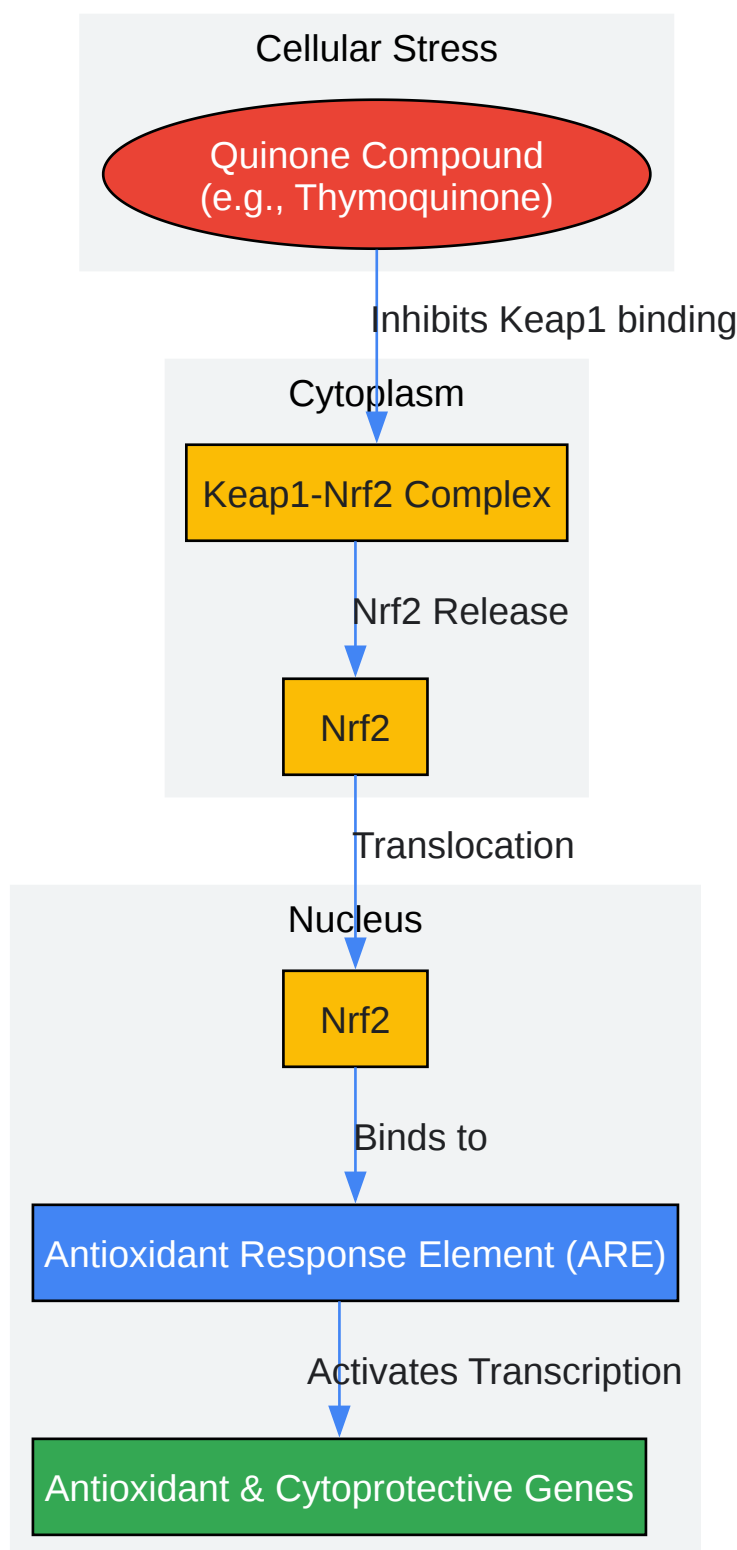 Cellular Stress
Quinone Compound
(e.g., Thymoquinone)
Inhibits Keap1 binding
Cytoplasm
Keap1-Nrf2 Complex
Nrf2 Release
Nrf2
Translocation
Nucleus
Nrf2
Binds to
Antioxidant Response Element (ARE)
Activates Transcription
Antioxidant & Cytoprotective Genes